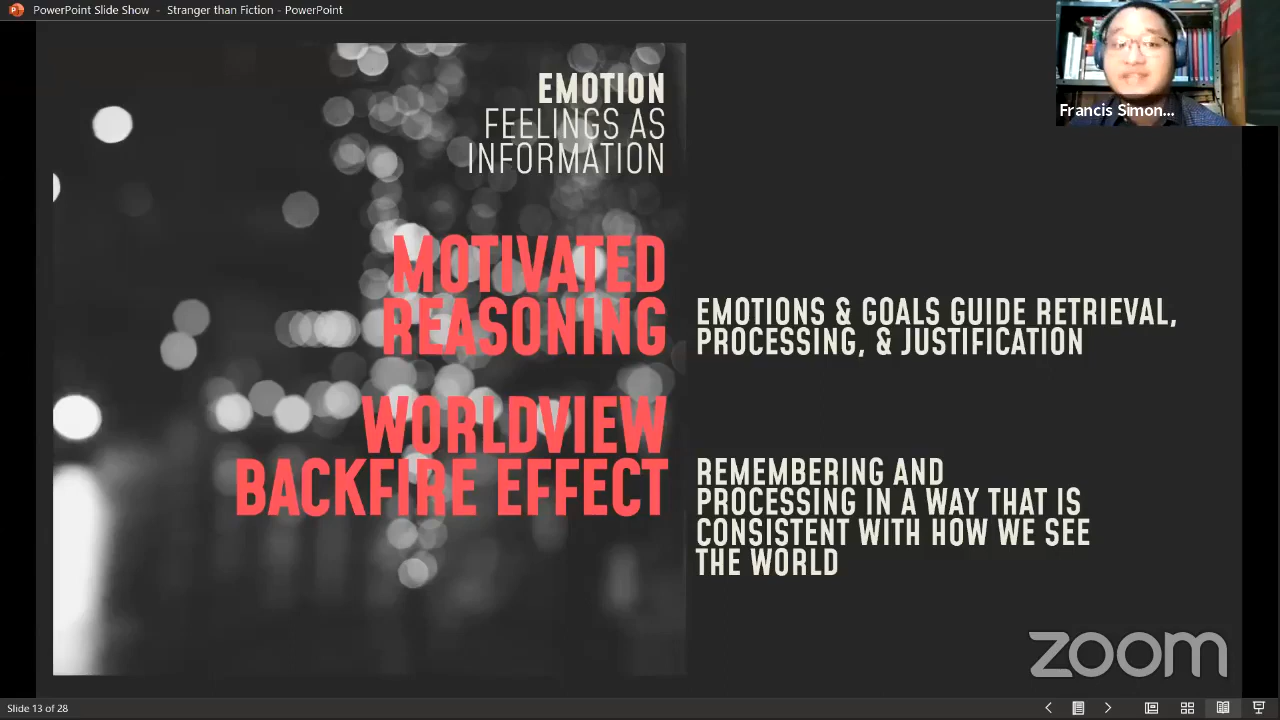 PowerPoint Slide Show - Stranger than Fiction - PowerPoint
Francis Simon...
EMOTION
FEELINGS AS
INFORMATION
MOTIVATED
REASONING
EMOTIONS & GOALS GUIDE RETRIEVAL,
PROCESSING, & JUSTIFICATION
WORLDVIEW
BACKFIRE EFFECT
REMEMBERING AND
PROCESSING IN A WAY THAT IS
CONSISTENT WITH HOW WE SEE
THE WORLD
zoom
Slide 13 of 28